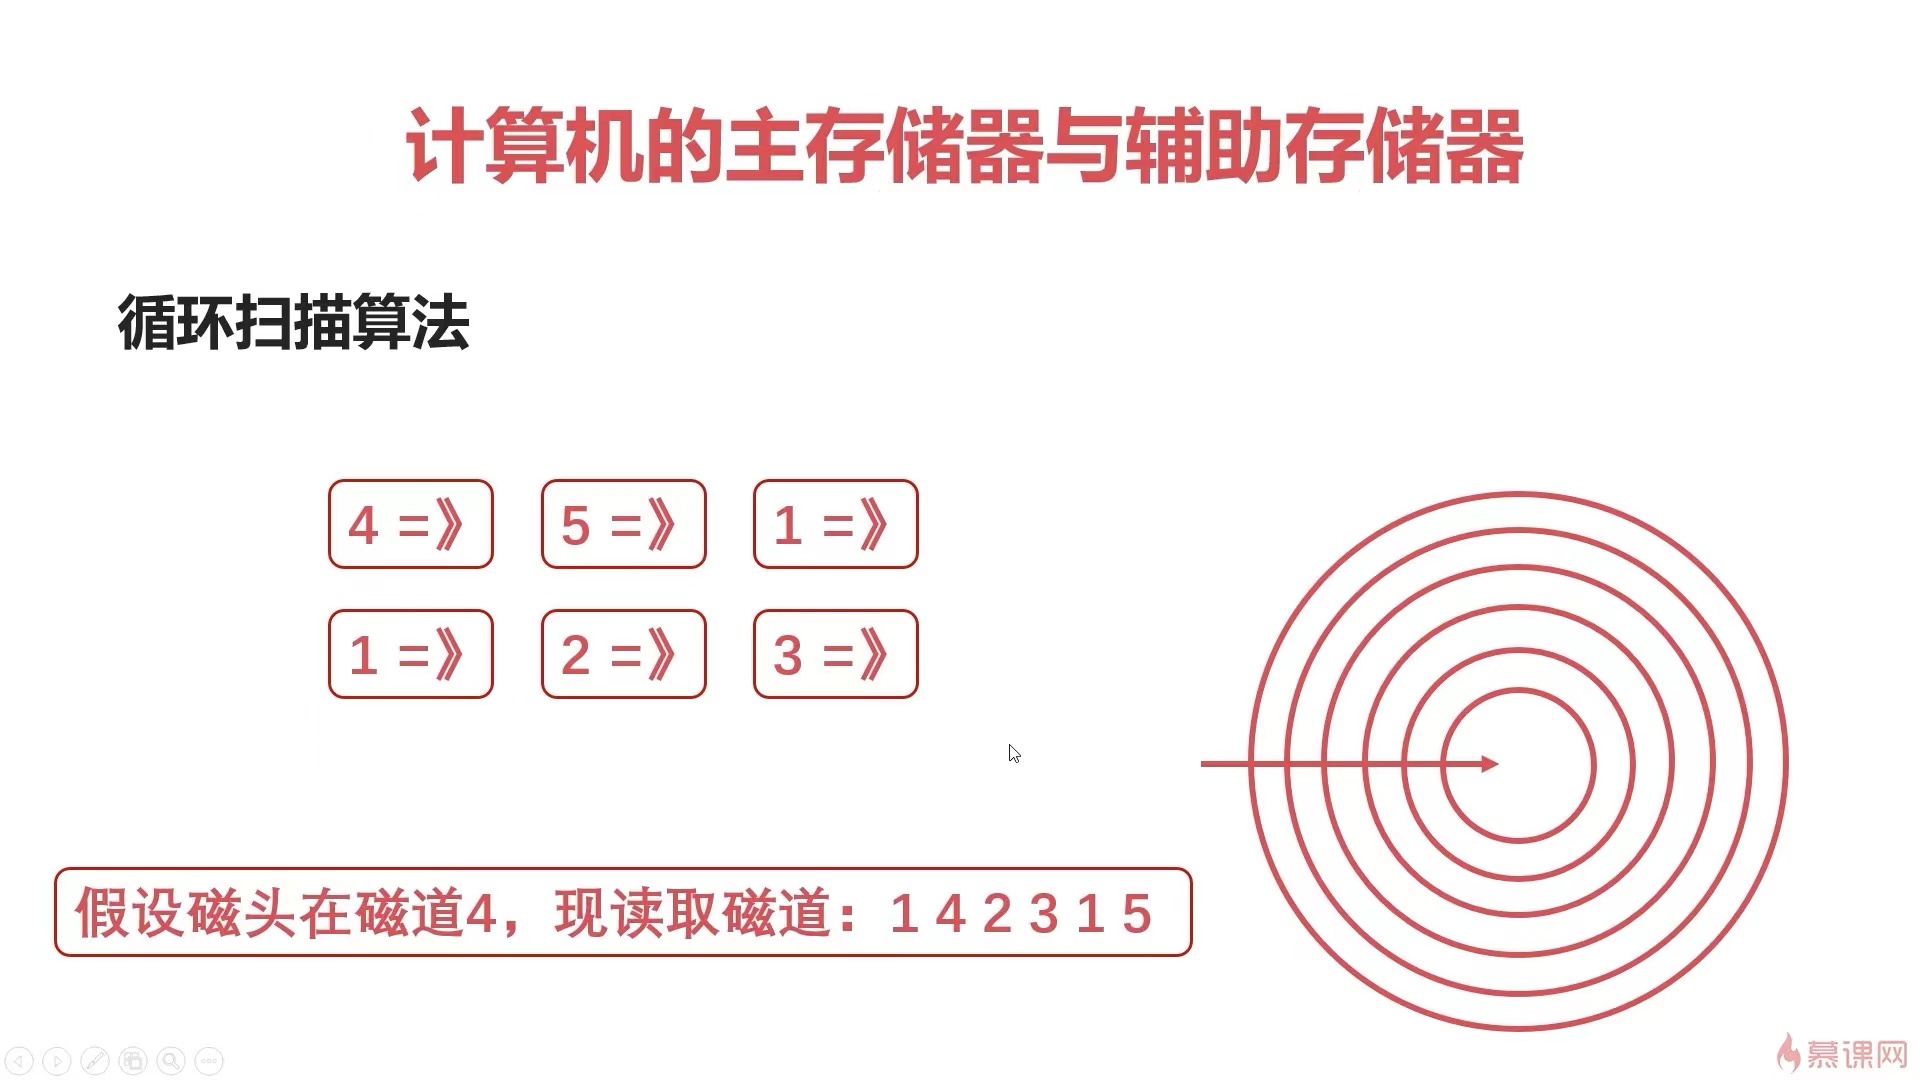 计算机的主存储器与辅助存储器
循环扫描算法
4 =》 5 =》 1 =》
1 =》 2 =》 3 =》
假设磁头在磁道4，现读取磁道：1 4 2 3 1 5
慕课网